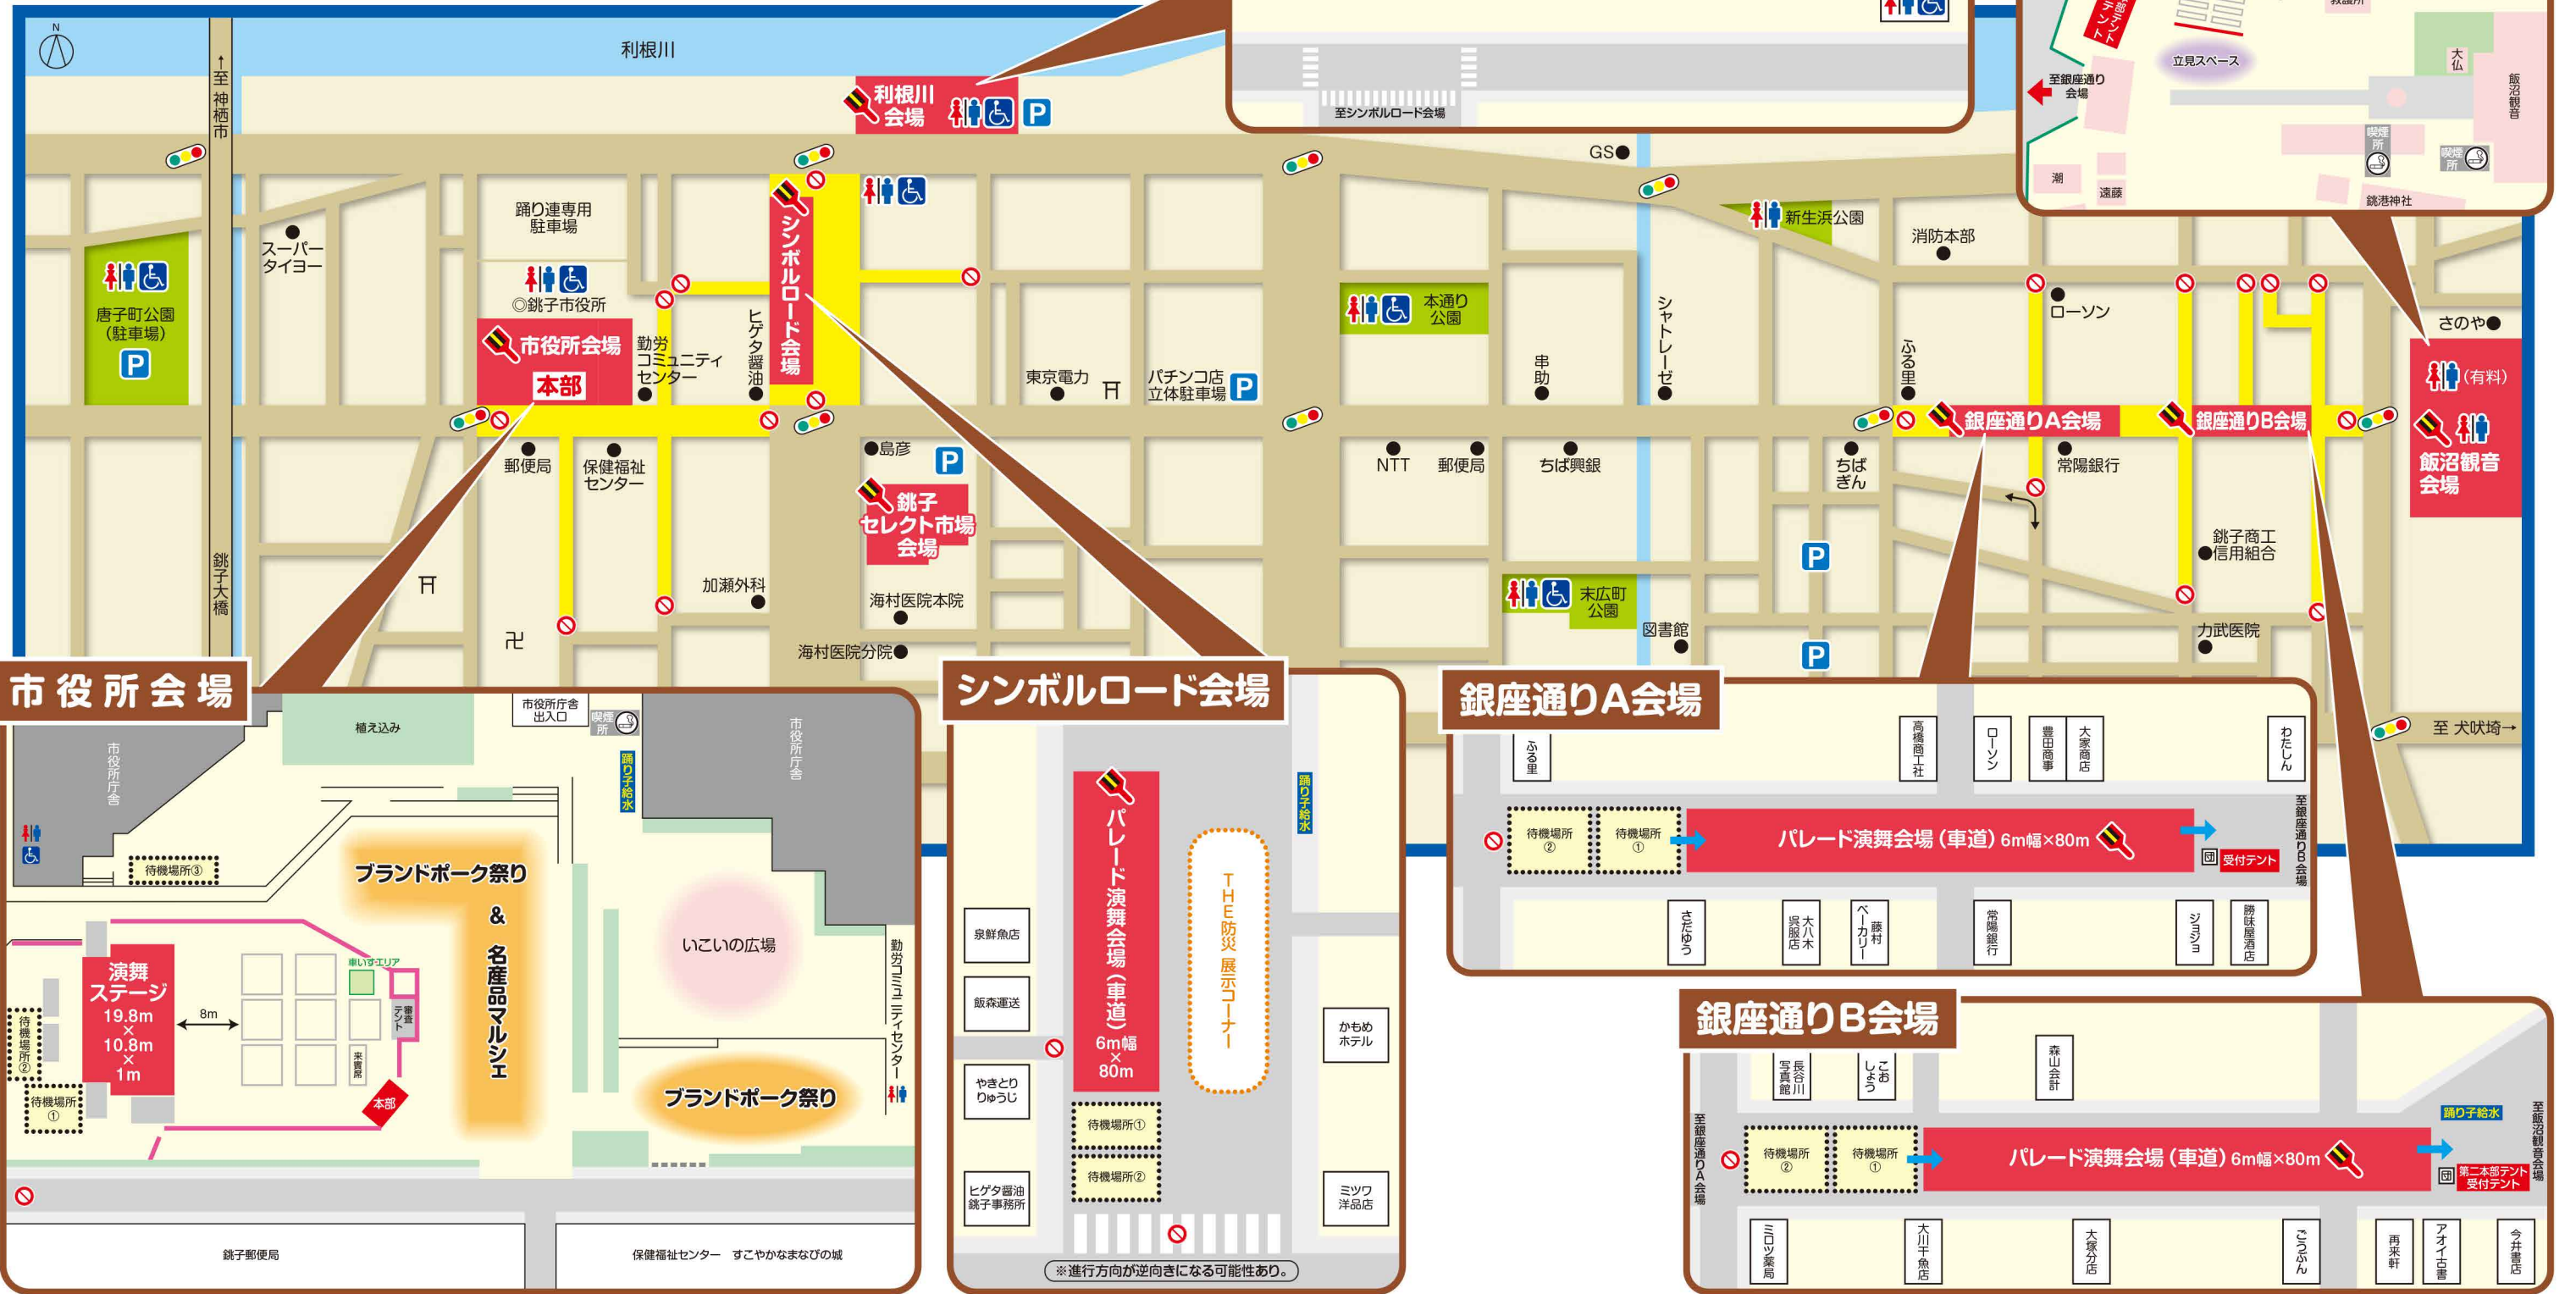 N
利根川
←至 神栖市
銚子大橋
利根川
会場
P
至シンボルロード会場
立見スペース
至銀座通り
会場
大仏
飯沼観音
喫煙所
喫煙所
潮
遠藤
銚港神社
GS
スーパー
タイヨー
踊り連専用
駐車場
◎銚子市役所
唐子町公園
(駐車場)
P
市役所会場
本部
勤労
コミュニティ
センター
ヒゲタ醤油
シンボルロード会場
東京電力
パチンコ店
立体駐車場
P
本通り
公園
串助
シャトレーゼ
新生浜公園
消防本部
ふる里
ローソン
さのや
(有料)
飯沼観音
会場
銀座通りA会場
銀座通りB会場
郵便局
保健福祉
センター
島彦
P
銚子
セレクト市場
会場
NTT
郵便局
ちば興銀
ちば
ぎん
常陽銀行
銚子商工
信用組合
加瀬外科
海村医院本院
海村医院分院
末広町
公園
図書館
P
P
力武医院
至 犬吠埼→
市役所会場
市役所庁舎
植え込み
市役所庁舎
出入口
喫煙所
踊り子給水
市役所庁舎
待機場所③
ブランドポーク祭り
&
名産品マルシェ
いこいの広場
勤労コミュニティセンター
演舞
ステージ
19.8m
×
10.8m
×
1m
8m
車いすエリア
審査
テント
来賓席
本部
待機場所②
待機場所
①
ブランドポーク祭り
銚子郵便局
保健福祉センター　すこやかなまなびの城
シンボルロード会場
パレード演舞会場(車道)
6m幅
×
80m
THE防災 展示コーナー
踊り子給水
泉鮮魚店
飯森運送
やきとり
りゅうじ
ヒゲタ醤油
銚子事務所
かもめ
ホテル
ミツワ
洋品店
待機場所①
待機場所②
※進行方向が逆向きになる可能性あり。
銀座通りA会場
ふる里
高橋商工社
ローソン
豊田商事
大家商店
わたしん
待機場所
②
待機場所
①
パレード演舞会場(車道) 6m幅×80m
団
受付テント
至銀座通りB会場
さだゆう
大八木
呉服店
藤村
ベーカリー
常陽銀行
ジョジョ
勝味屋酒店
銀座通りB会場
長谷川
写真館
こお
しょう
森山会計
至銀座通りA会場
待機場所
②
待機場所
①
パレード演舞会場(車道) 6m幅×80m
踊り子給水
団
第二本部テント
受付テント
至飯沼観音会場
ミロツ薬局
大川干魚店
大塚分店
こうぶん
再来軒
アオイ古書
今井書店